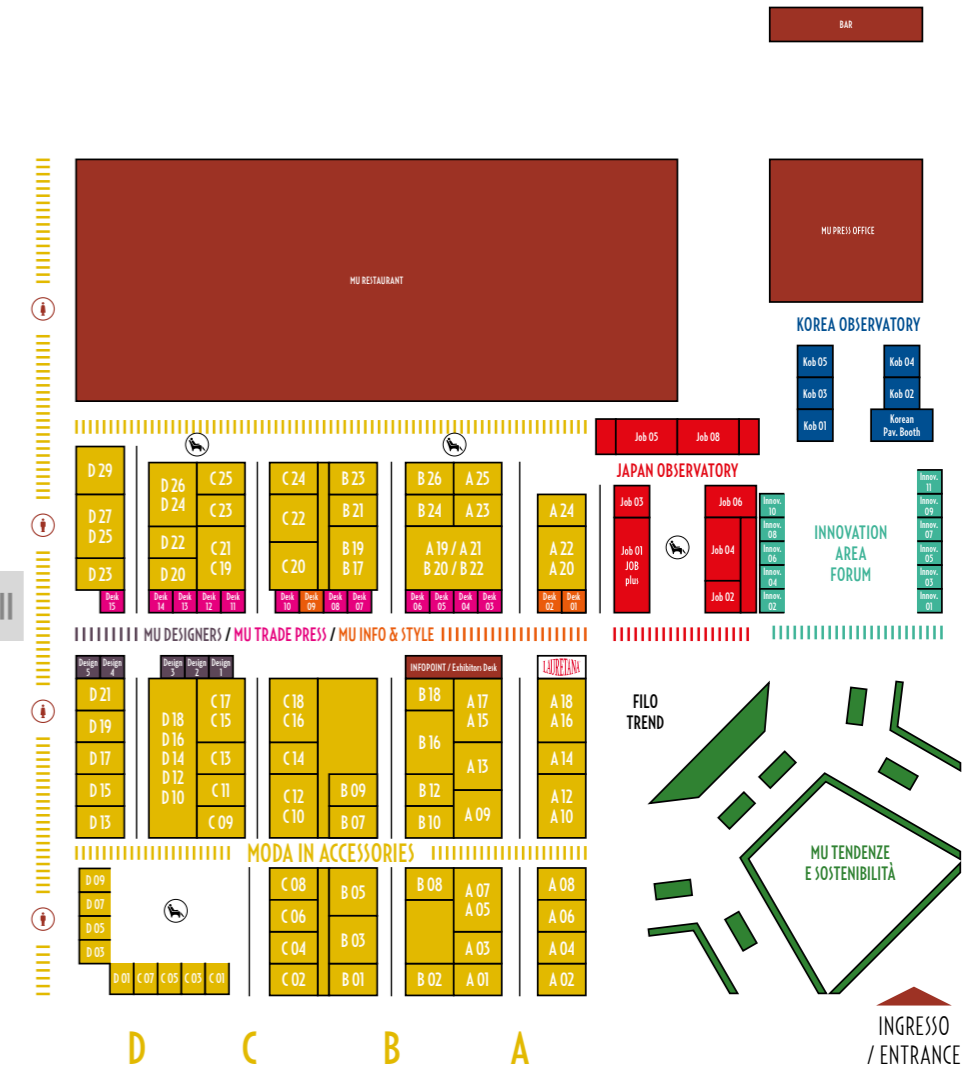 BAR
MU RESTAURANT
MU PRESS OFFICE
KOREA OBSERVATORY
Kob 05
Kob 04
Kob 03
Kob 02
Kob 01
Korean
Pav. Booth
Job 05
Job 08
JAPAN OBSERVATORY
D 29
D 27
D 25
D 23
Desk
15
D 26
D 24
D 22
D 20
C 25
C 23
C 21
C 19
Desk
14
Desk
13
Desk
12
Desk
11
C 24
C 22
C 20
B 23
B 21
B 19
B 17
Desk
10
Desk
09
Desk
08
Desk
07
B 26
A 25
B 24
A 23
A 19 / A 21
B 20 / B 22
Desk
06
Desk
05
Desk
04
Desk
03
A 24
A 22
A 20
Desk
02
Desk
01
Job 03
Job 01
JOB
plus
Job 06
Job 04
Job 02
Innov.
10
Innov.
08
Innov.
06
Innov.
04
Innov.
02
INNOVATION
AREA
FORUM
Innov.
11
Innov.
09
Innov.
07
Innov.
05
Innov.
03
Innov.
01
II
MU DESIGNERS / MU TRADE PRESS / MU INFO & STYLE
Design
5
Design
4
D 21
D 19
D 17
D 15
D 13
Design
3
Design
2
Design
1
D 18
D 16
D 14
D 12
D 10
C 17
C 15
C 13
C 11
C 09
C 18
C 16
C 14
C 12
C 10
B 09
B 07
INFOPOINT / Exhibitors Desk
B 18
B 16
B 12
B 10
A 17
A 15
A 13
A 09
LAURETANA
A 18
A 16
A 14
A 12
A 10
FILO
TREND
MU TENDENZE
E SOSTENIBILITÀ
MODA IN ACCESSORIES
D 09
D 07
D 05
D 03
D 01
C 07
C 05
C 03
C 01
C 08
C 06
C 04
C 02
B 05
B 03
B 01
B 08
B 02
A 07
A 05
A 03
A 01
A 08
A 06
A 04
A 02
D
C
B
A
INGRESSO
/ ENTRANCE